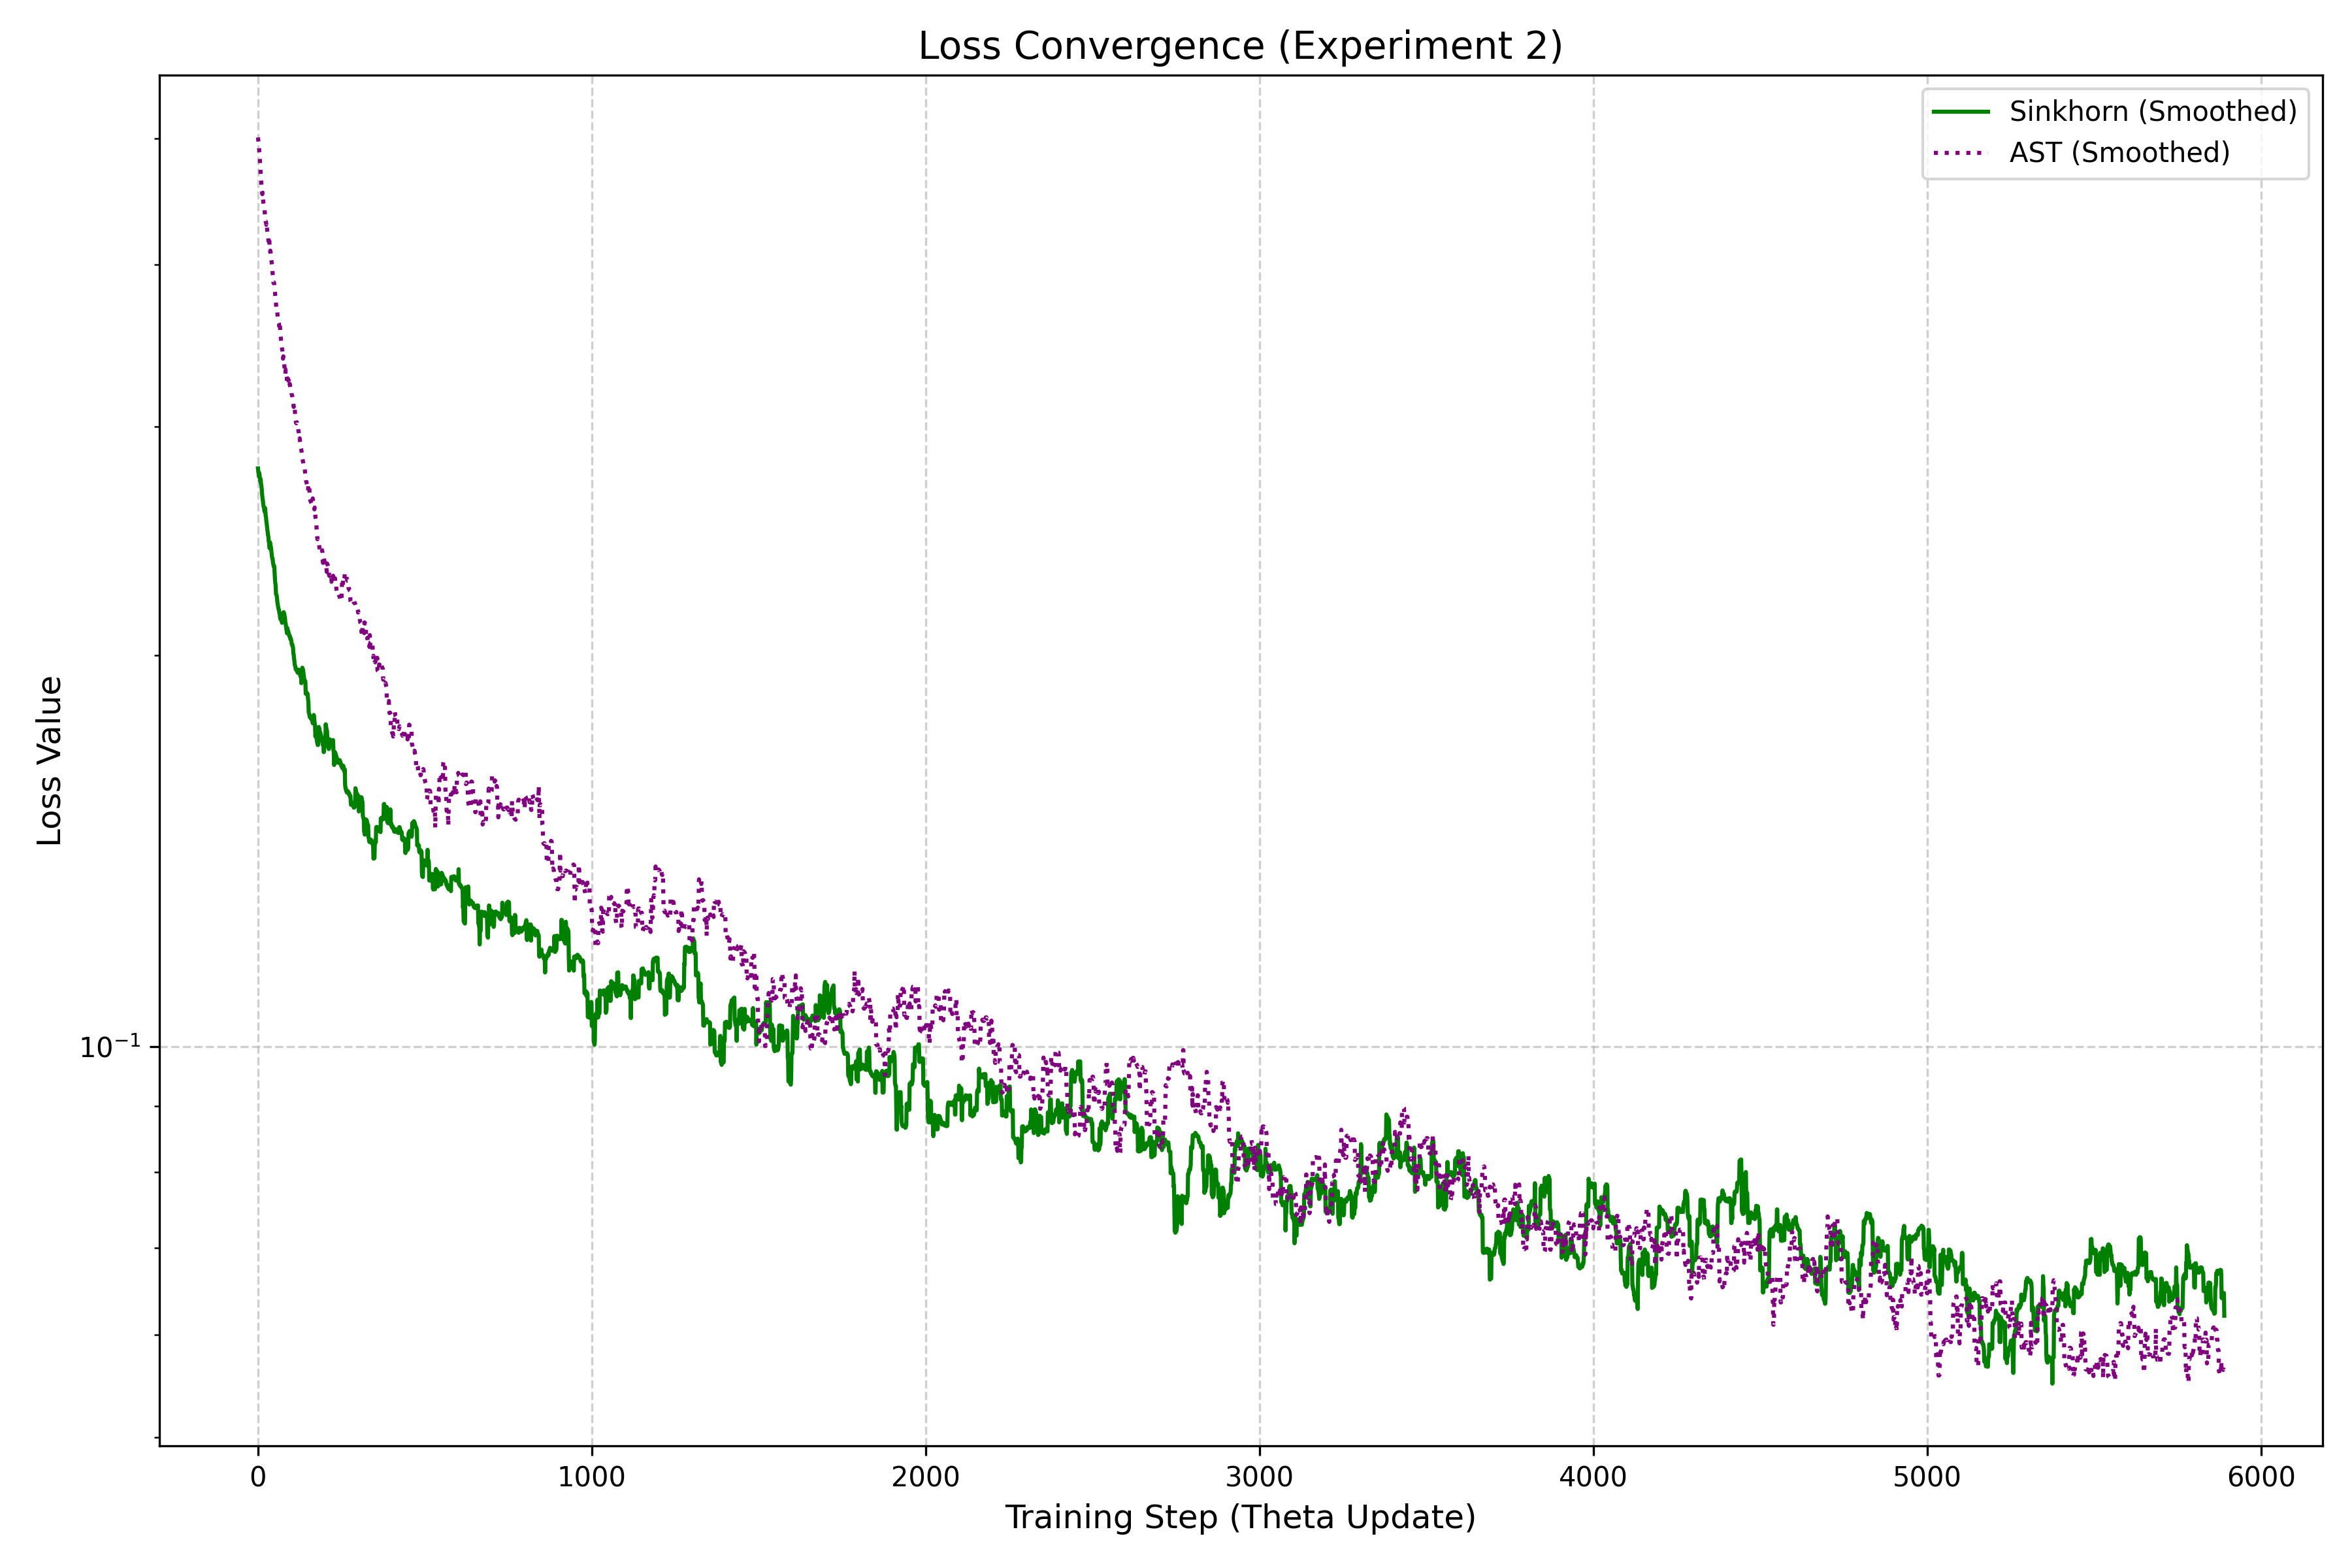 Loss Convergence (Experiment 2)
Sinkhorn (Smoothed)
AST (Smoothed)
Loss Value
10⁻¹
0 1000 2000 3000 4000 5000 6000
Training Step (Theta Update)